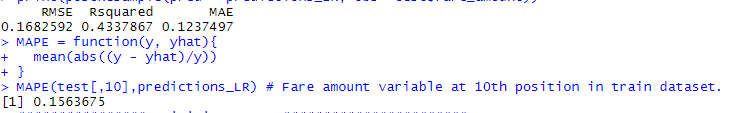 RMSE Rsquared MAE
0.1682592 0.4337867 0.1237497
> MAPE = function(y, yhat){
+ mean(abs((y - yhat)/y))
+ }
> MAPE(test[,10],predictions_LR) # Fare amount variable at 10th position in train dataset.
[1] 0.1563675